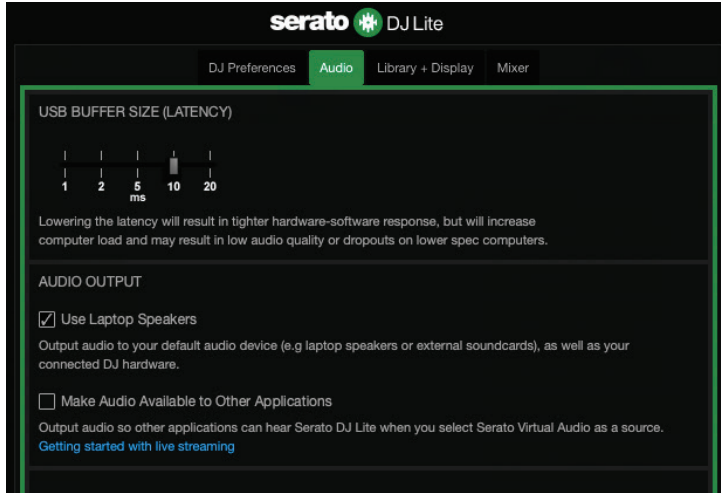 serato DJ Lite
DJ Preferences Audio Library + Display Mixer
USB BUFFER SIZE (LATENCY)
1 2 5 10 20
ms
Lowering the latency will result in tighter hardware-software response, but will increase
computer load and may result in low audio quality or dropouts on lower spec computers.
AUDIO OUTPUT
Use Laptop Speakers
Output audio to your default audio device (e.g laptop speakers or external soundcards), as well as your
connected DJ hardware.
Make Audio Available to Other Applications
Output audio so other applications can hear Serato DJ Lite when you select Serato Virtual Audio as a source.
Getting started with live streaming